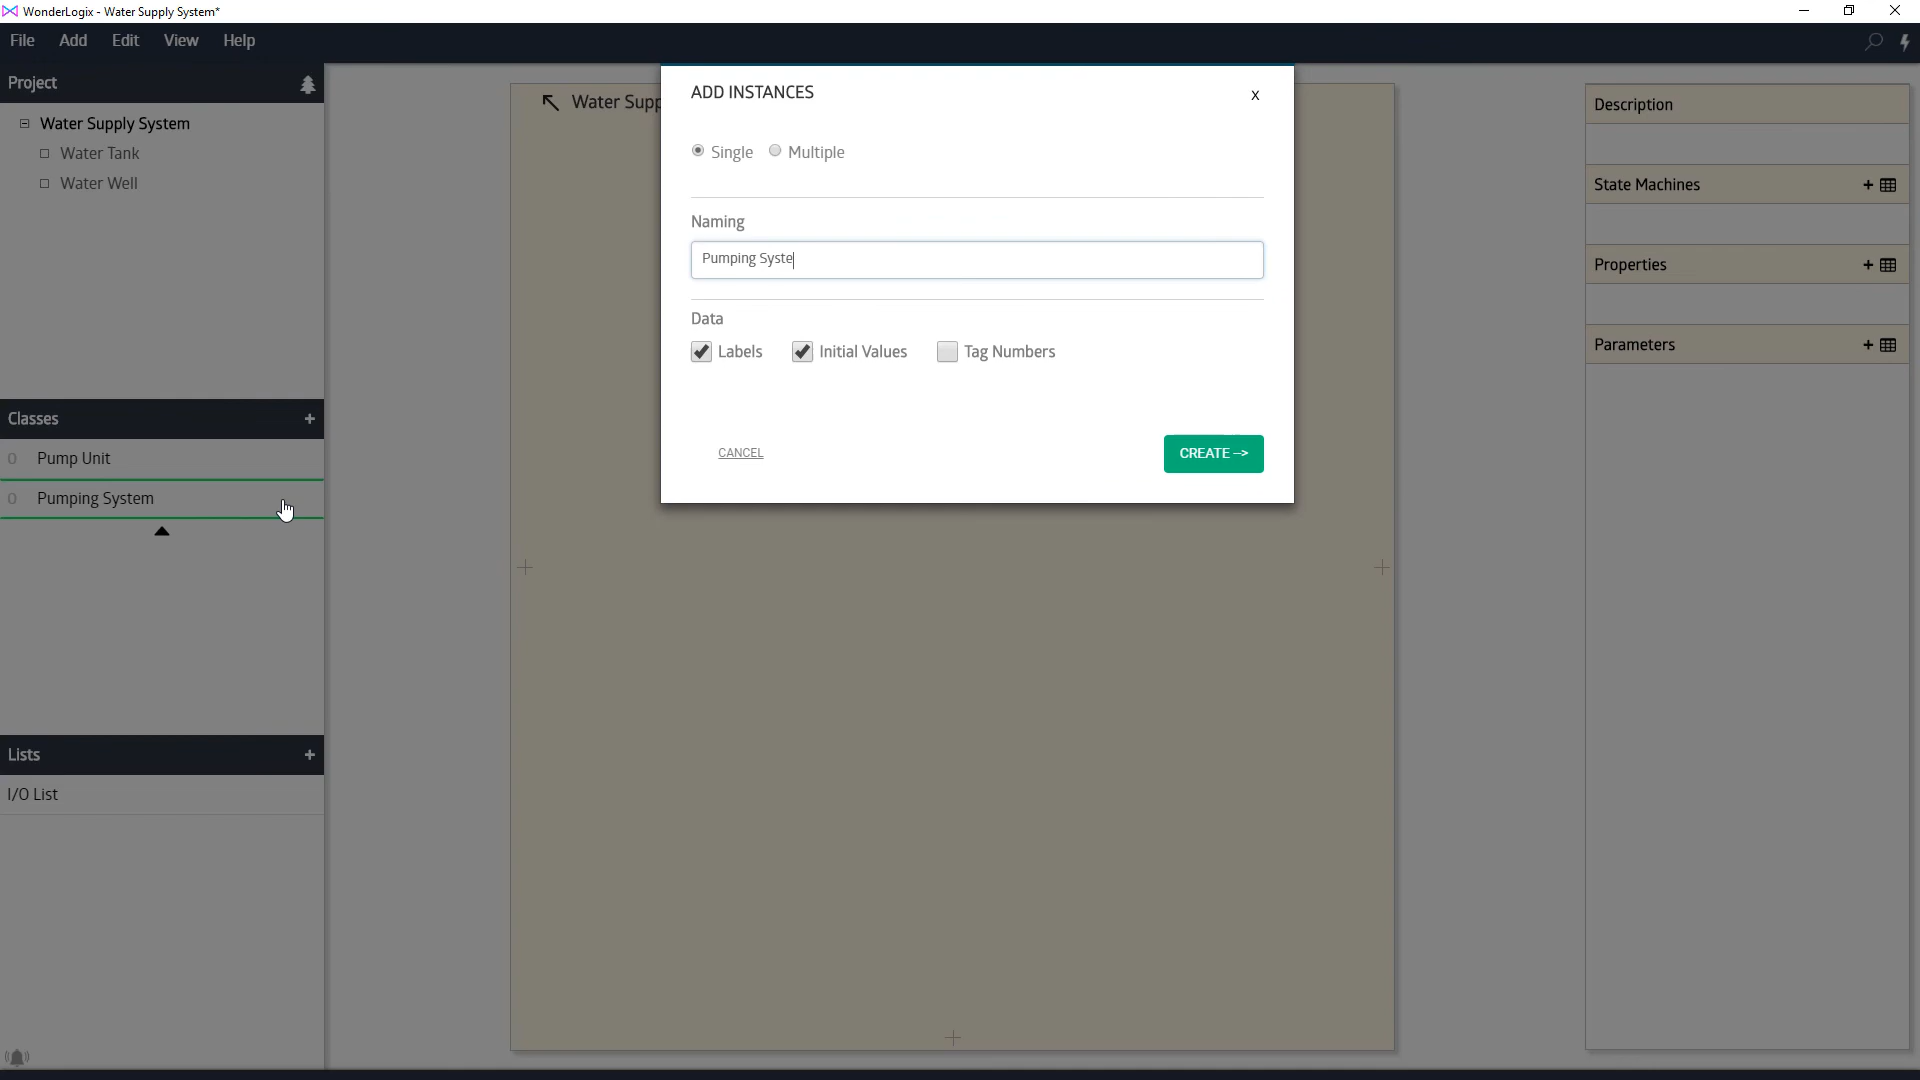 WonderLogix - Water Supply System*
File Add Edit View Help
Project
Water Supply System
Water Tank
Water Well
Classes +
0 Pump Unit
0 Pumping System
Lists +
I/O List
Water Supp
ADD INSTANCES
X
Single Multiple
Naming
Pumping Syste
Data
Labels Initial Values Tag Numbers
CANCEL
CREATE -->
Description
State Machines +
Properties +
Parameters +